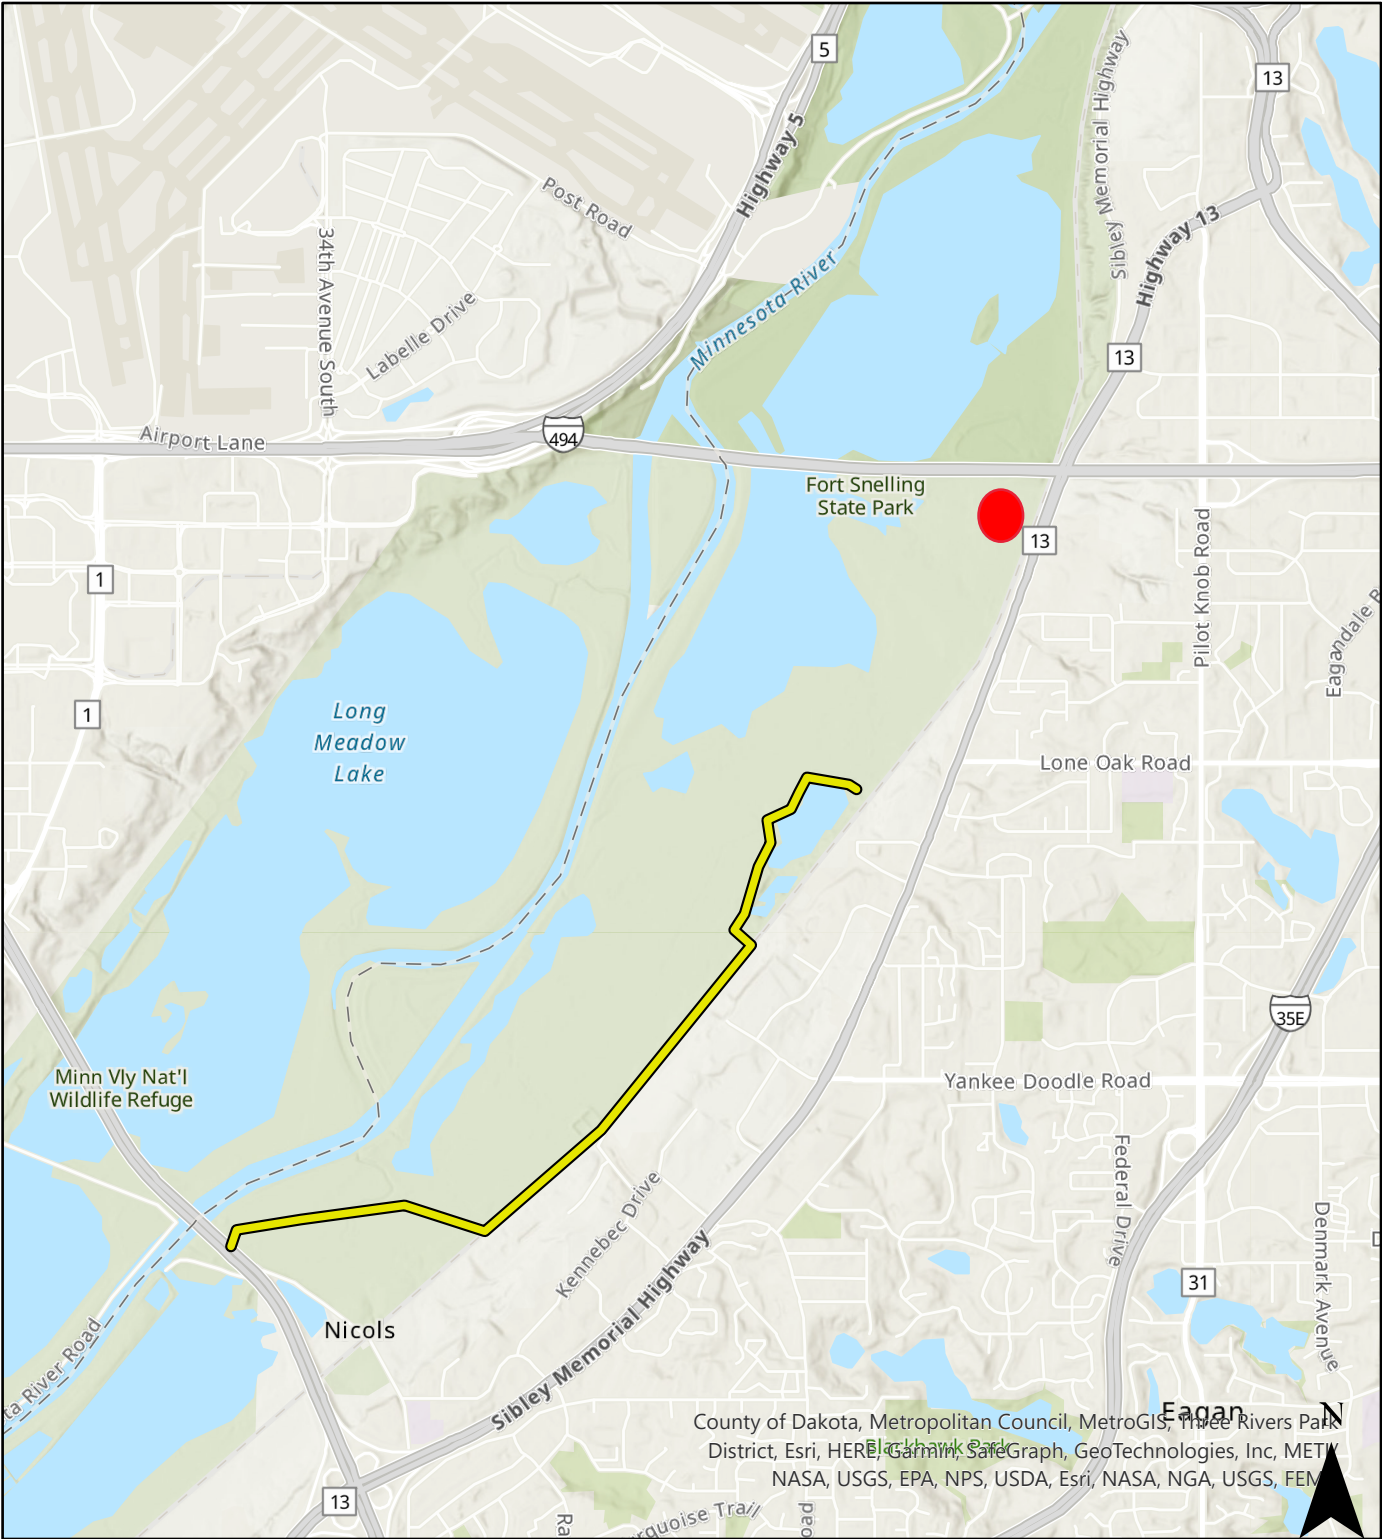 5
13
Sibley Memorial Highway
Highway 5
Post Road
Highway 13
34th Avenue South
Minnesota River
Labelle Drive
13
Airport Lane
494
Fort Snelling
State Park
13
Pilot Knob Road
1
Long
Meadow
Lake
1
Lone Oak Road
35E
Minn Vly Nat'l
Wildlife Refuge
Yankee Doodle Road
Federal Drive
Kennebec Drive
Denmark Avenue
31
Nicols
ta River Road
Sibley Memorial Highway
Eagan
N
County of Dakota, Metropolitan Council, MetroGIS, Three Rivers Park
Blackhawk Park
District, Esri, HERE, Garmin, SafeGraph, GeoTechnologies, Inc, METI/
NASA, USGS, EPA, NPS, USDA, Esri, NASA, NGA, USGS, FEM
13
rquoise Trail
Ra
oad